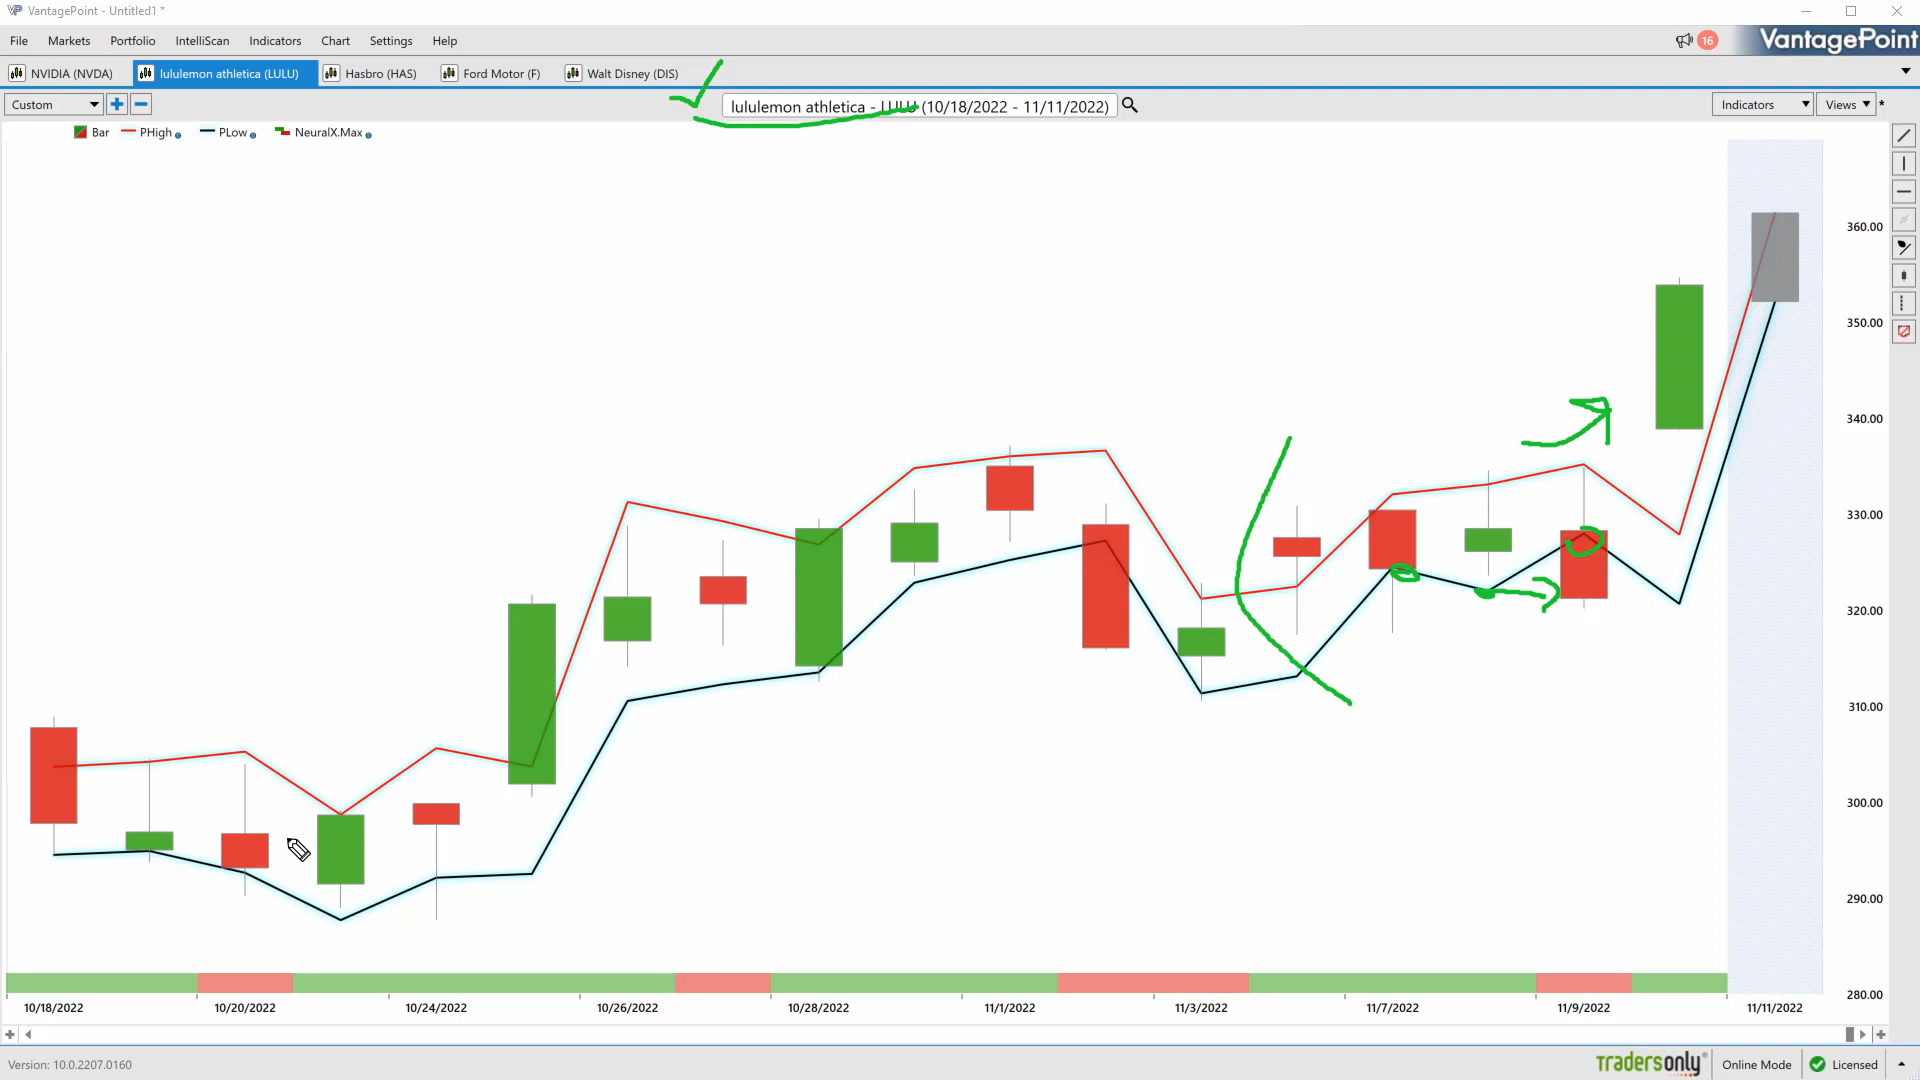 VP VantagePoint - Untitled1 *
File Markets Portfolio IntelliScan Indicators Chart Settings Help 16 VantagePoint
NVIDIA (NVDA) lululemon athletica (LULU) Hasbro (HAS) Ford Motor (F) Walt Disney (DIS)
Custom lululemon athletica - LULU (10/18/2022 - 11/11/2022) Indicators Views *
Bar PHigh PLow NeuralX.Max
360.00
350.00
340.00
330.00
320.00
310.00
300.00
290.00
280.00
10/18/2022 10/20/2022 10/24/2022 10/26/2022 10/28/2022 11/1/2022 11/3/2022 11/7/2022 11/9/2022 11/11/2022
Version: 10.0.2207.0160 tradersonly Online Mode Licensed